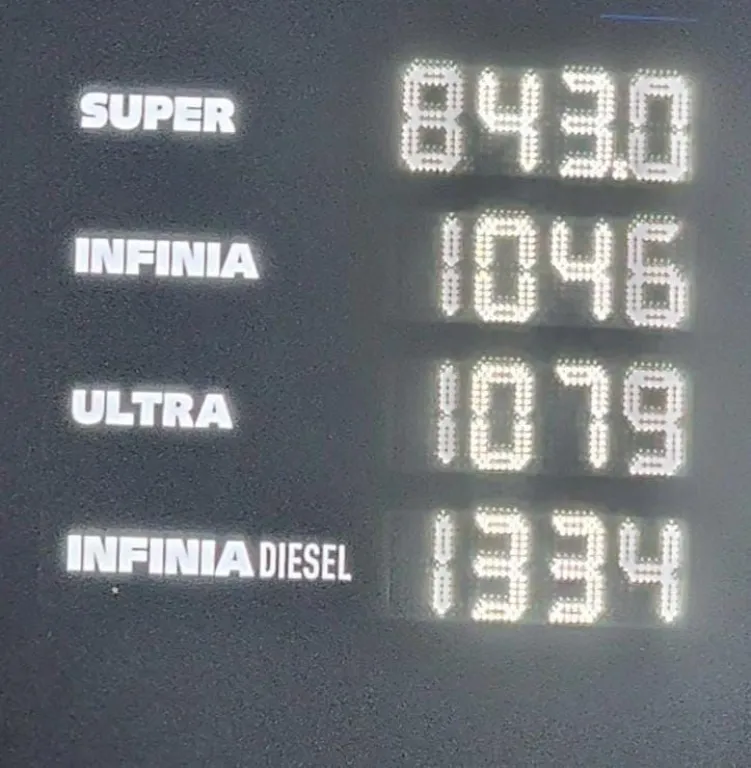 SUPER 843.0
INFINIA 1046
ULTRA 1079
INFINIA DIESEL 1334